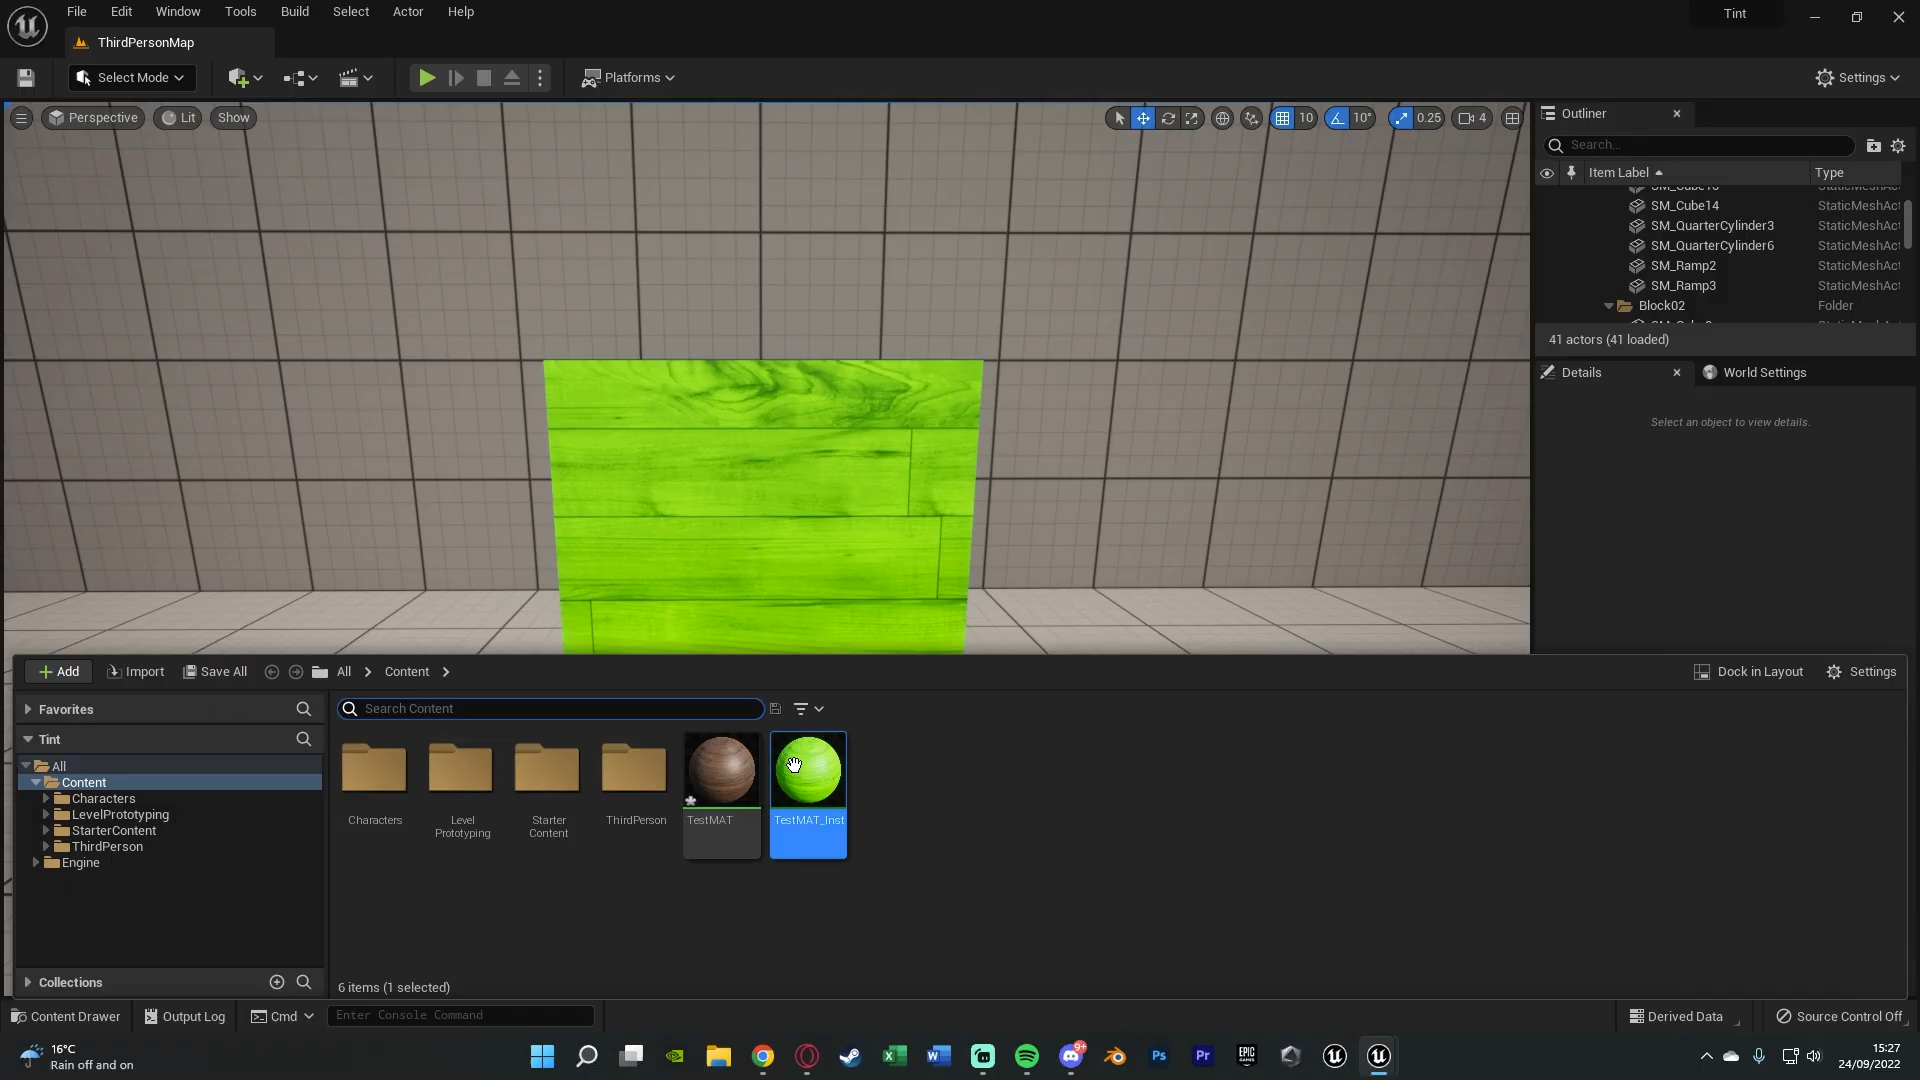 File Edit Window Tools Build Select Actor Help
Tint
ThirdPersonMap
Select Mode
Platforms
Settings
Perspective
Lit
Show
10
10°
0.25
4
Outliner
Search...
Item Label
Type
SM_Cube14 StaticMeshAct
SM_QuarterCylinder3 StaticMeshAct
SM_QuarterCylinder6 StaticMeshAct
SM_Ramp2 StaticMeshAct
SM_Ramp3 StaticMeshAct
Block02 Folder
41 actors (41 loaded)
Details
World Settings
Select an object to view details.
Add
Import
Save All
All
Content
Dock in Layout
Settings
Favorites
Search Content
Tint
All
Content
Characters
LevelPrototyping
StarterContent
ThirdPerson
Engine
Characters
Level
Prototyping
Starter
Content
ThirdPerson
TestMAT
TestMAT_Inst
Collections
6 items (1 selected)
Content Drawer
Output Log
Cmd
Enter Console Command
Derived Data
Source Control Off
16°C
Rain off and on
9+
Ps
Pr
EPIC
GAMES
15:27
24/09/2022